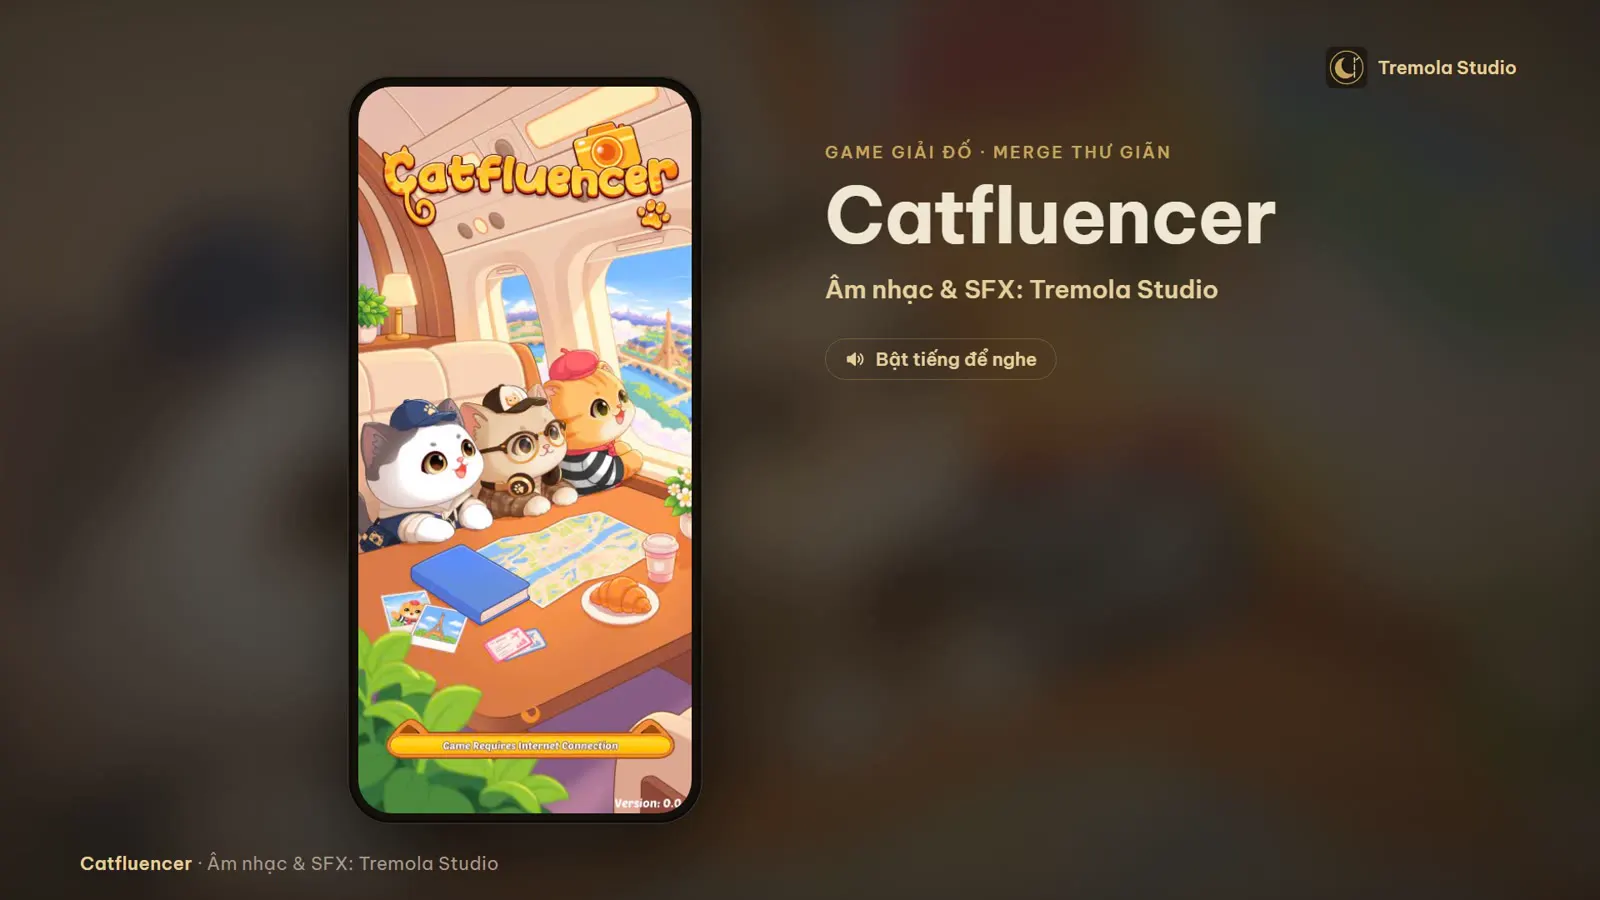 Tremola Studio
GAME GIẢI ĐỐ · MERGE THƯ GIÃN
Catfluencer
Âm nhạc & SFX: Tremola Studio
Bật tiếng để nghe
Catfluencer
Game Requires Internet Connection
Version: 0.0
Catfluencer · Âm nhạc & SFX: Tremola Studio